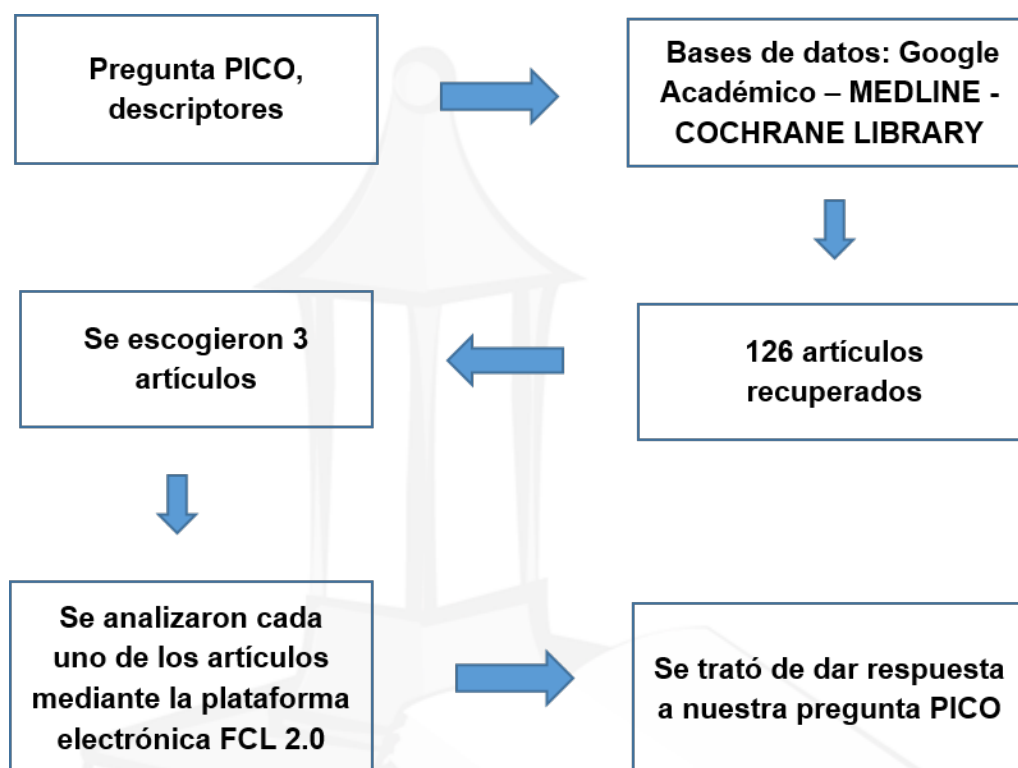 Pregunta PICO,
descriptores
Bases de datos: Google
Académico – MEDLINE -
COCHRANE LIBRARY
126 artículos
recuperados
Se escogieron 3
artículos
Se analizaron cada
uno de los artículos
mediante la plataforma
electrónica FCL 2.0
Se trató de dar respuesta
a nuestra pregunta PICO